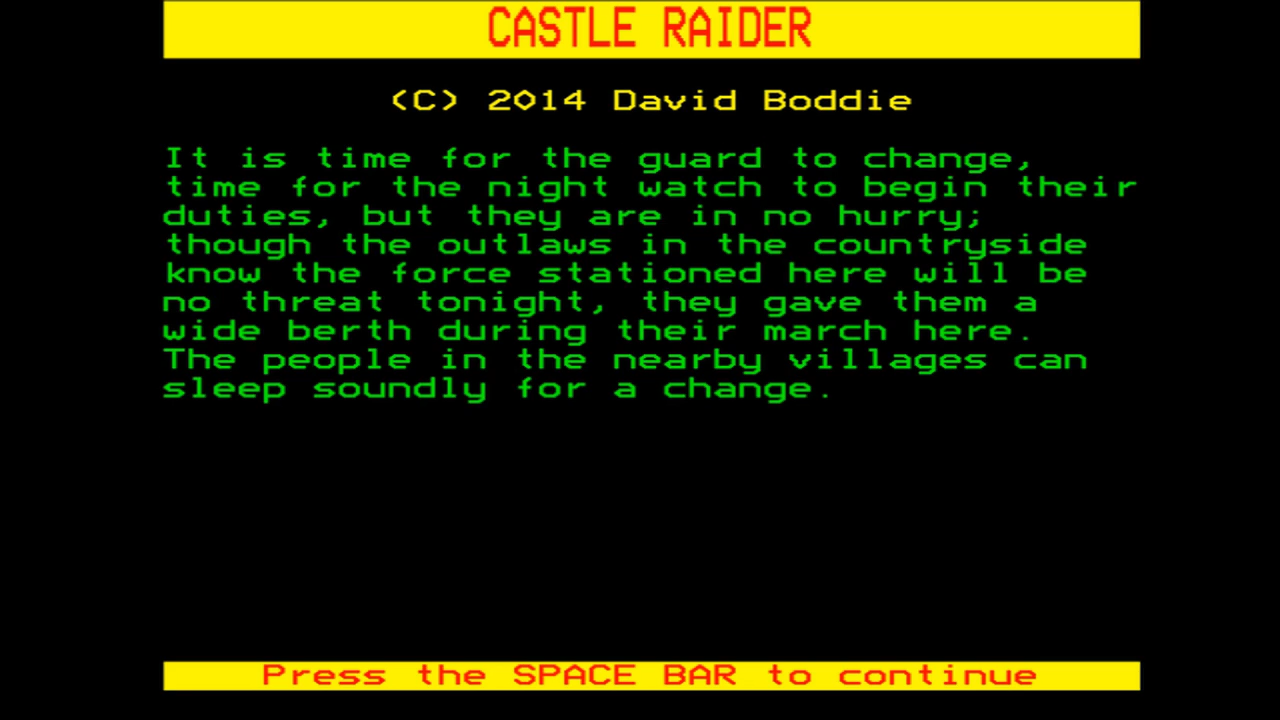 CASTLE RAIDER
(C) 2014 David Boddie
It is time for the guard to change,
time for the night watch to begin their
duties, but they are in no hurry;
though the outlaws in the countryside
know the force stationed here will be
no threat tonight, they gave them a
wide berth during their march here.
The people in the nearby villages can
sleep soundly for a change.
Press the SPACE BAR to continue